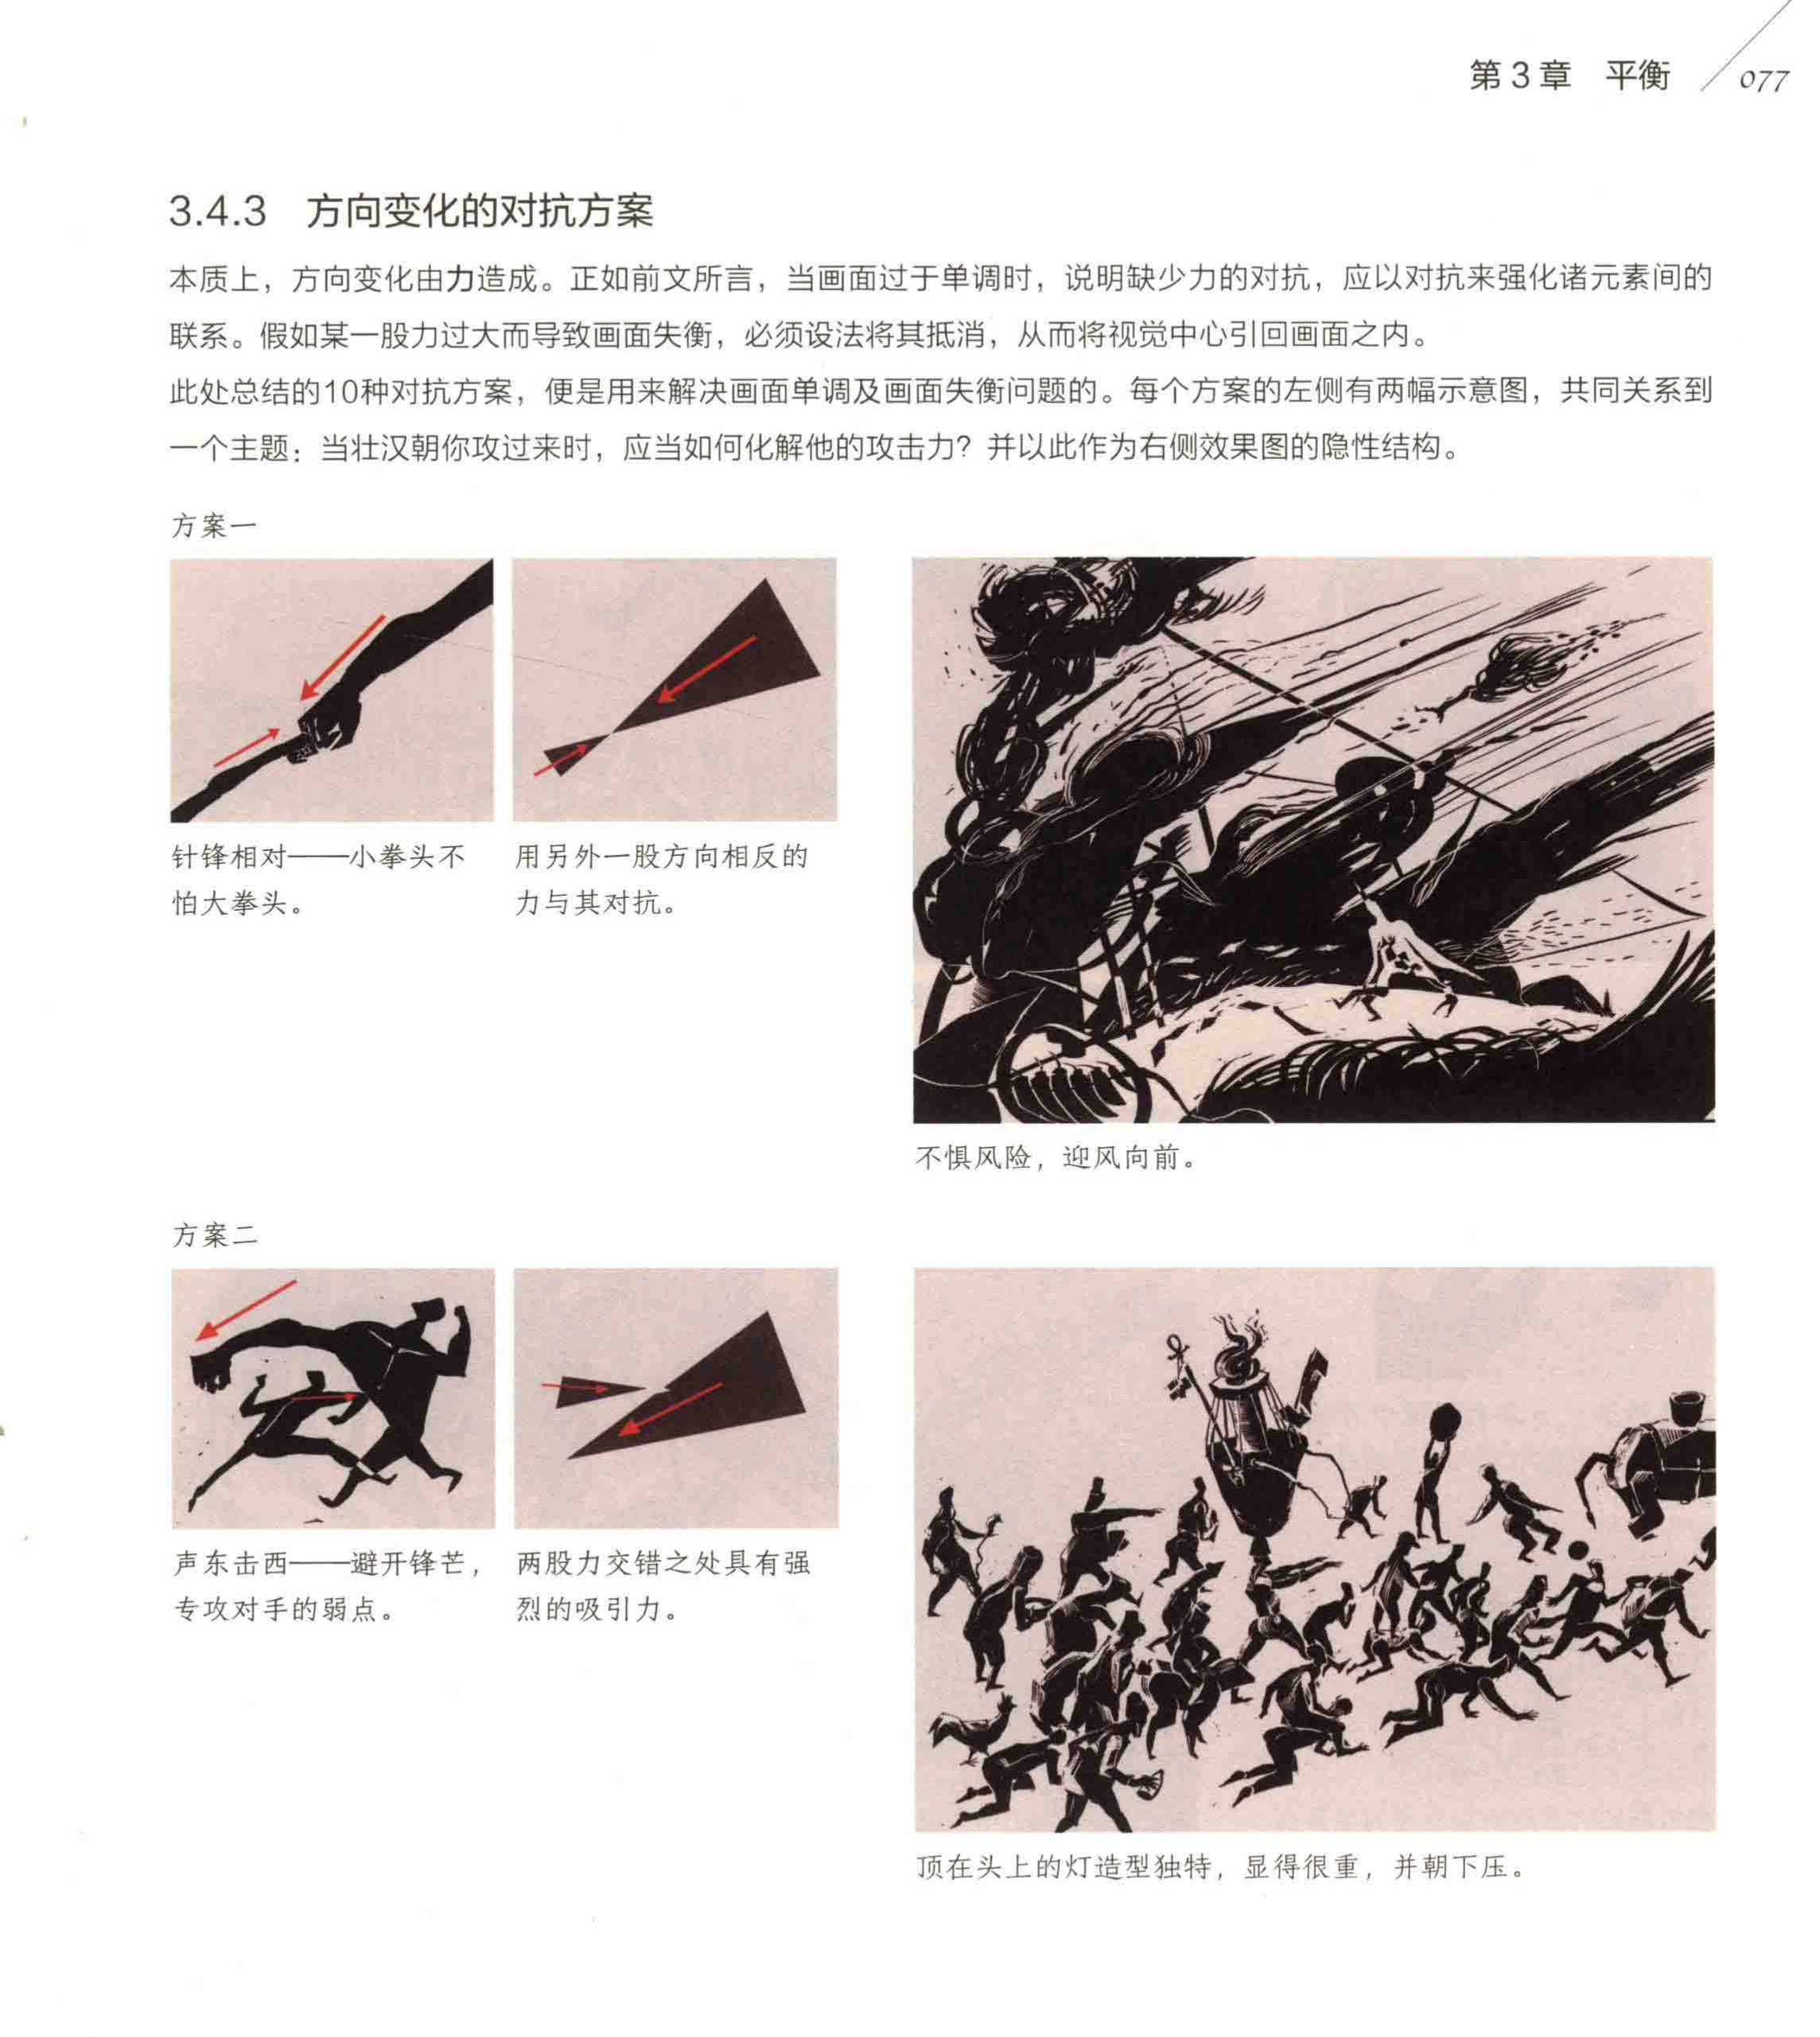 第3章 平衡 077
3.4.3 方向变化的对抗方案
本质上，方向变化由力造成。正如前文所言，当画面过于单调时，说明缺少力的对抗，应以对抗来强化诸元素间的
联系。假如某一股力过大而导致画面失衡，必须设法将其抵消，从而将视觉中心引回画面之内。
此处总结的10种对抗方案，便是用来解决画面单调及画面失衡问题的。每个方案的左侧有两幅示意图，共同关系到
一个主题：当壮汉朝你攻过来时，应当如何化解他的攻击力？并以此作为右侧效果图的隐性结构。
方案一
针锋相对——小拳头不
怕大拳头。
用另外一股方向相反的
力与其对抗。
不惧风险，迎风向前。
方案二
声东击西——避开锋芒，
专攻对手的弱点。
两股力交错之处具有强
烈的吸引力。
顶在头上的灯造型独特，显得很重，并朝下压。